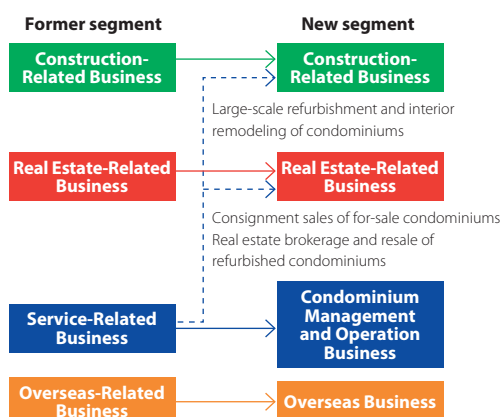 Former segment
New segment
Construction-
Related Business
Construction-
Related Business
Large-scale refurbishment and interior
remodeling of condominiums
Real Estate-Related
Business
Real Estate-Related
Business
Consignment sales of for-sale condominiums
Real estate brokerage and resale of
refurbished condominiums
Service-Related
Business
Condominium
Management
and Operation
Business
Overseas-Related
Business
Overseas Business